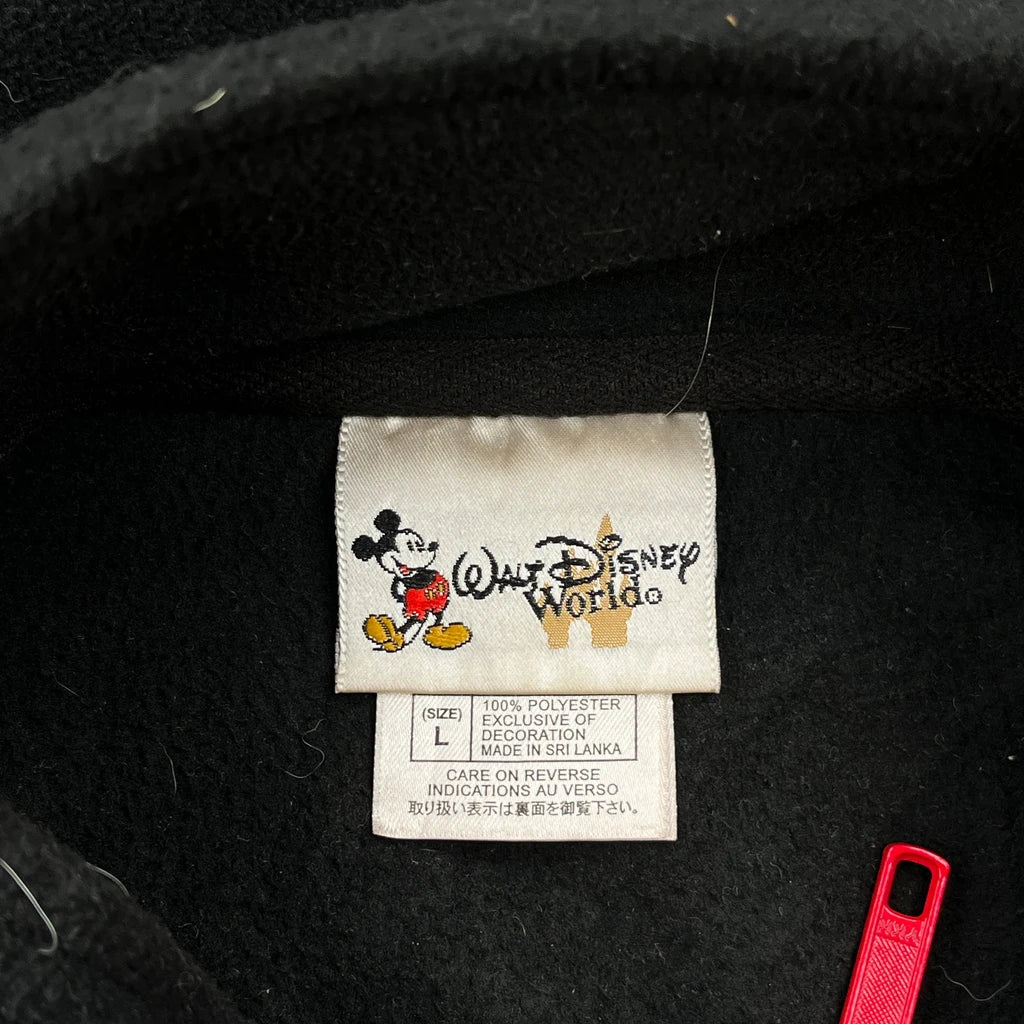 WALT DISNEY
World®
(SIZE)
L
100% POLYESTER
EXCLUSIVE OF
DECORATION
MADE IN SRI LANKA
CARE ON REVERSE
INDICATIONS AU VERSO
取り扱い表示は裏面を御覧下さい。